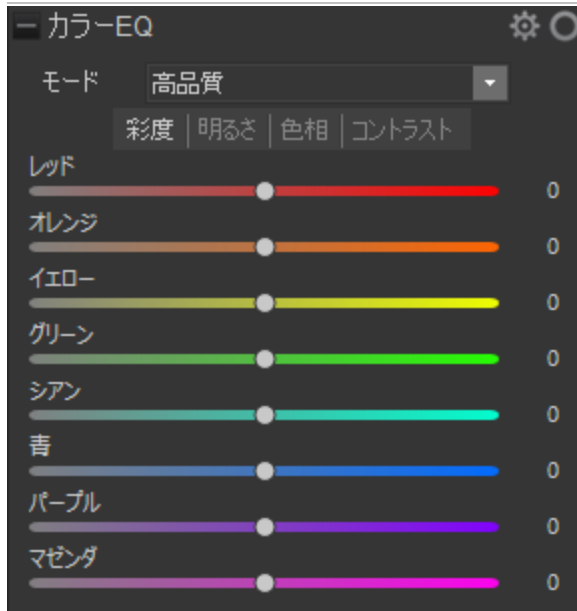 カラーEQ
モード 高品質
彩度 明るさ 色相 コントラスト
レッド
0
オレンジ
0
イエロー
0
グリーン
0
シアン
0
青
0
パープル
0
マゼンダ
0